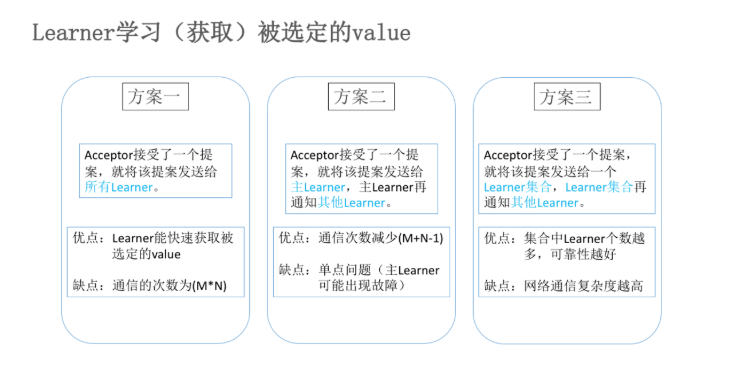 Learner学习（获取）被选定的value
方案一
Acceptor接受了一个提
案，就将该提案发送给
所有Learner。
优点：Learner能快速获取被
选定的value
缺点：通信的次数为(M*N)
方案二
Acceptor接受了一个提
案，就将该提案发送给
主Learner，主Learner再
通知其他Learner。
优点：通信次数减少(M+N-1)
缺点：单点问题（主Learner
可能出现故障）
方案三
Acceptor接受了一个提案，
就将该提案发送给一个
Learner集合，Learner集合再
通知其他Learner。
优点：集合中Learner个数越
多，可靠性越好
缺点：网络通信复杂度越高